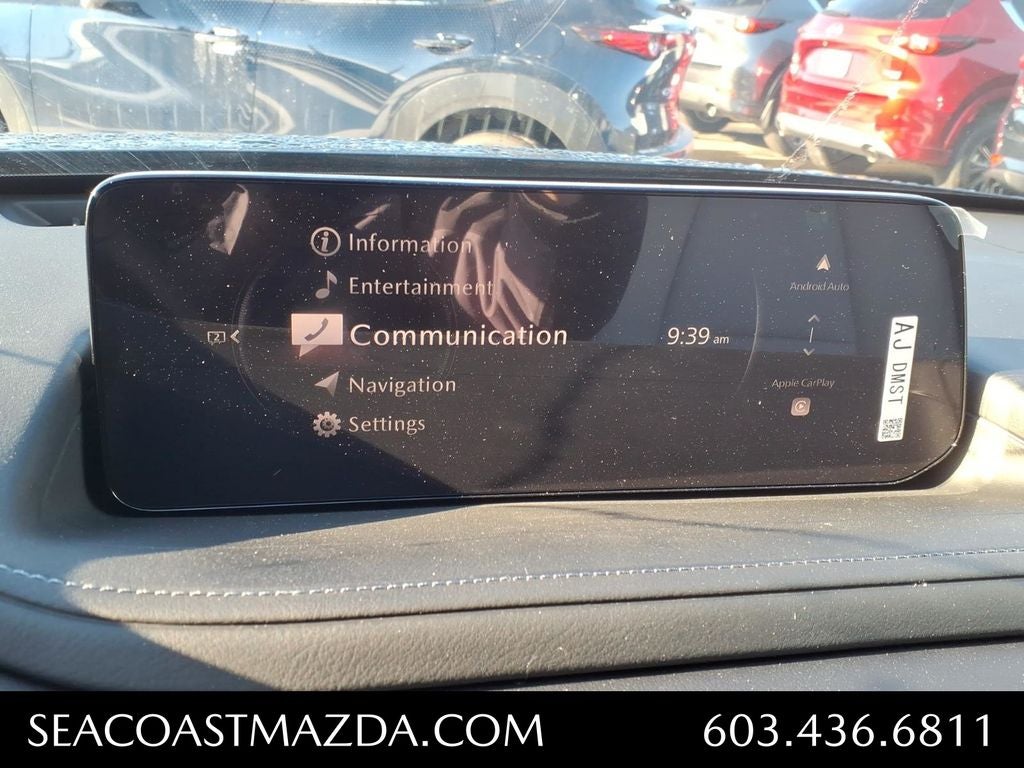 Information
Entertainment
Communication
Navigation
Settings
2
9:39 am
Android Auto
Apple CarPlay
AJ DMST
SEACOASTMAZDA.COM
603.436.6811